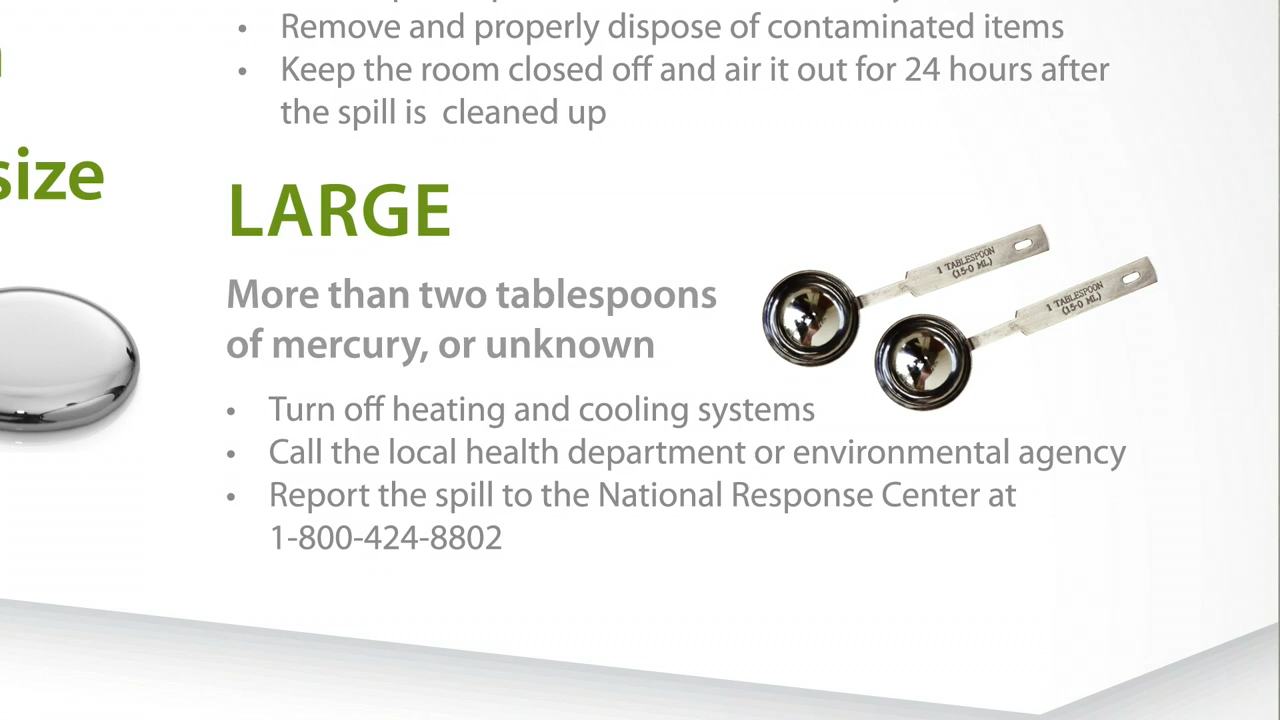 • Remove and properly dispose of contaminated items
• Keep the room closed off and air it out for 24 hours after
the spill is cleaned up
size
LARGE
More than two tablespoons
of mercury, or unknown
1 TABLESPOON
(15·0 ML)
1 TABLESPOON
(15·0 ML)
• Turn off heating and cooling systems
• Call the local health department or environmental agency
• Report the spill to the National Response Center at
1-800-424-8802